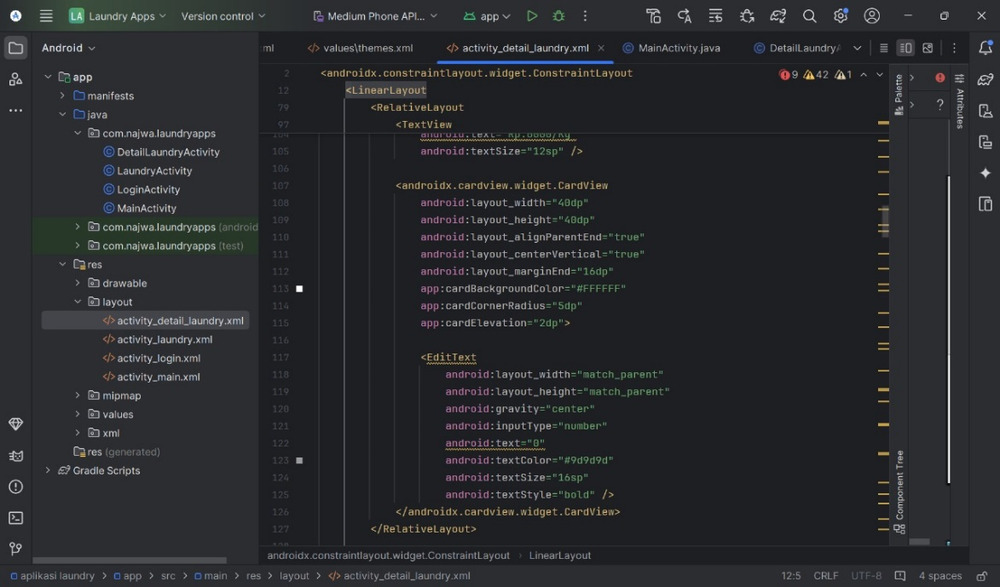 LA Laundry Apps Version control Medium Phone API... app
Android
ml values\themes.xml activity_detail_laundry.xml MainActivity.java DetailLaundryA
app
manifests
java
com.najwa.laundryapps
DetailLaundryActivity
LaundryActivity
LoginActivity
MainActivity
com.najwa.laundryapps (android
com.najwa.laundryapps (test)
res
drawable
layout
activity_detail_laundry.xml
activity_laundry.xml
activity_login.xml
activity_main.xml
mipmap
values
xml
res (generated)
Gradle Scripts
9 42 1
2 <androidx.constraintlayout.widget.ConstraintLayout
12 <LinearLayout
79 <RelativeLayout
97 <TextView
104 android:text="Rp.6000/Kg"
105 android:textSize="12sp" />
106
107 <androidx.cardview.widget.CardView
108 android:layout_width="40dp"
109 android:layout_height="40dp"
110 android:layout_alignParentEnd="true"
111 android:layout_centerVertical="true"
112 android:layout_marginEnd="16dp"
113 app:cardBackgroundColor="#FFFFFF"
114 app:cardCornerRadius="5dp"
115 app:cardElevation="2dp">
116
117 <EditText
118 android:layout_width="match_parent"
119 android:layout_height="match_parent"
120 android:gravity="center"
121 android:inputType="number"
122 android:text="0"
123 android:textColor="#9d9d9d"
124 android:textSize="16sp"
125 android:textStyle="bold" />
126 </androidx.cardview.widget.CardView>
127 </RelativeLayout>
Palette
Component Tree
Attributes
androidx.constraintlayout.widget.ConstraintLayout › LinearLayout
aplikasi laundry > app > src > main > res > layout > activity_detail_laundry.xml 12:5 CRLF UTF-8 4 spaces